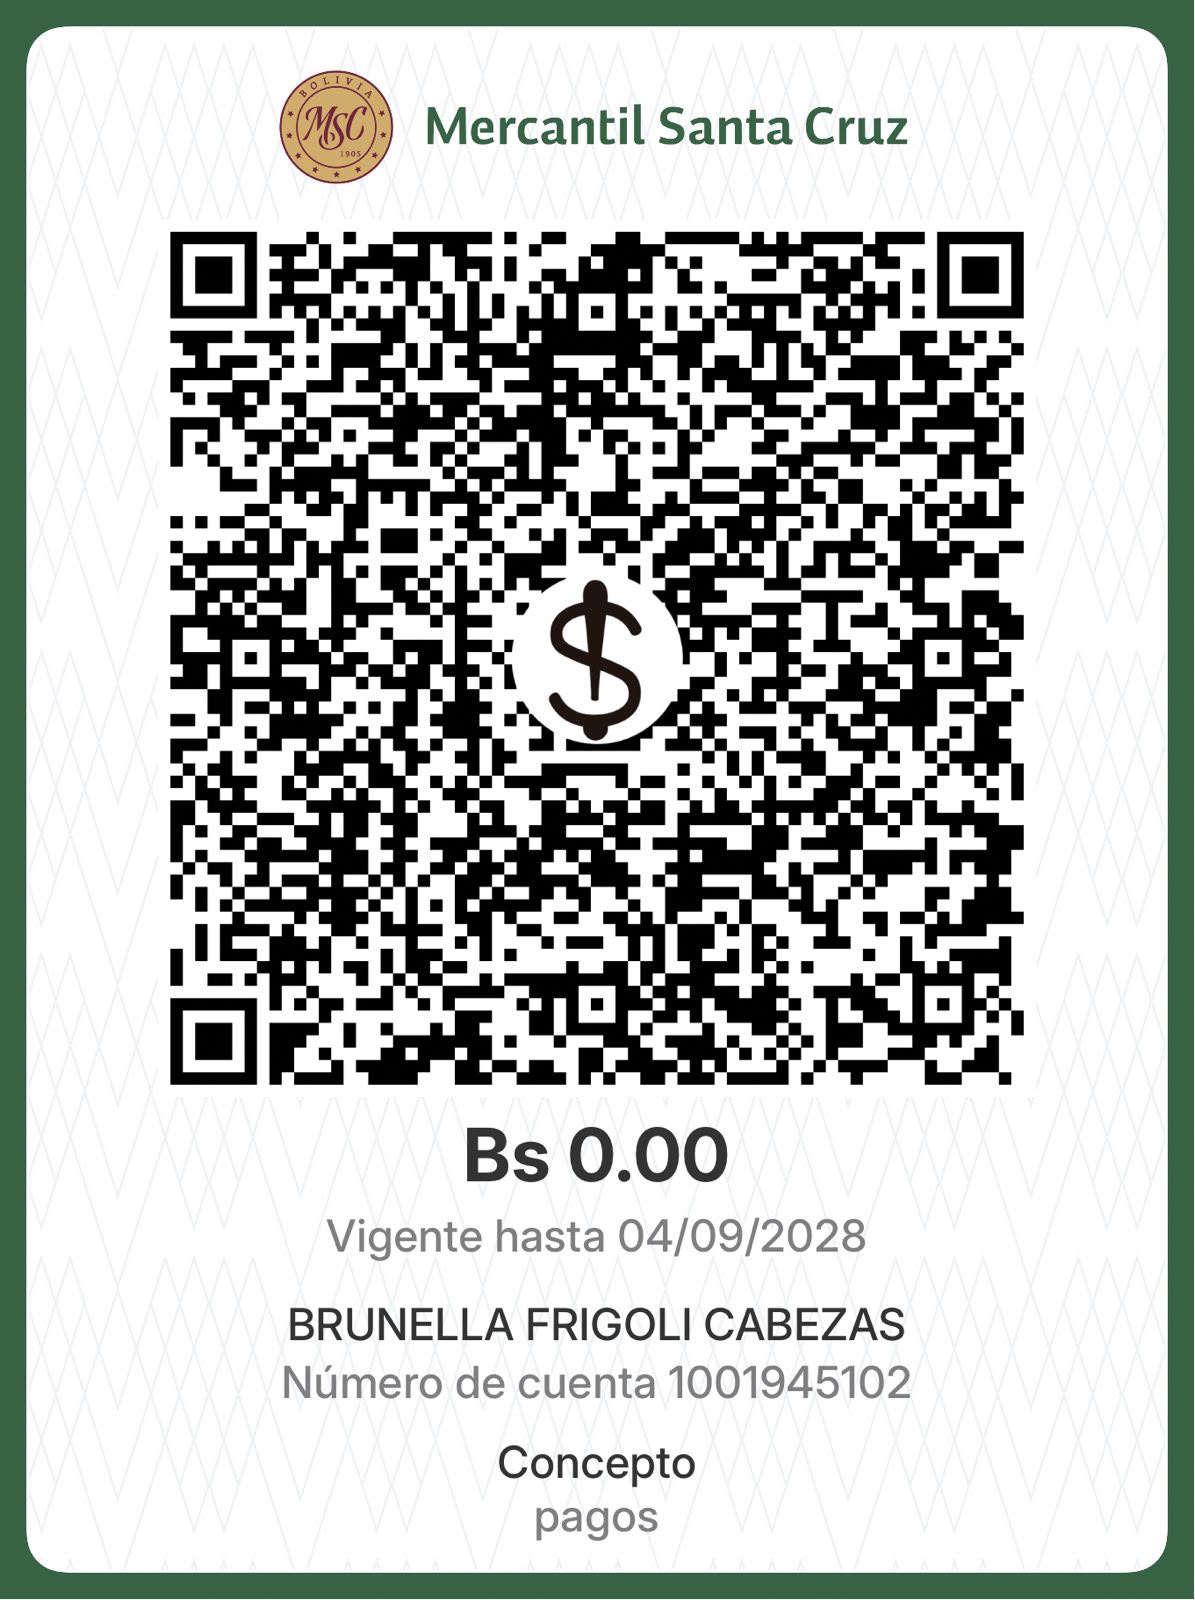 BOLIVIA
MSC
1905
Mercantil Santa Cruz
$
Bs 0.00
Vigente hasta 04/09/2028
BRUNELLA FRIGOLI CABEZAS
Número de cuenta 1001945102
Concepto
pagos